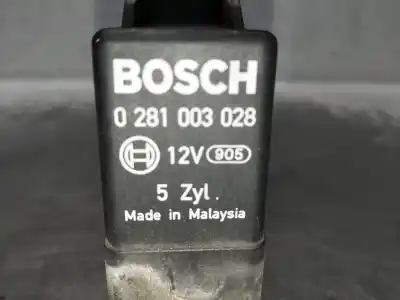 BOSCH
0 281 003 028
12V 905
5 Zyl.
Made in Malaysia